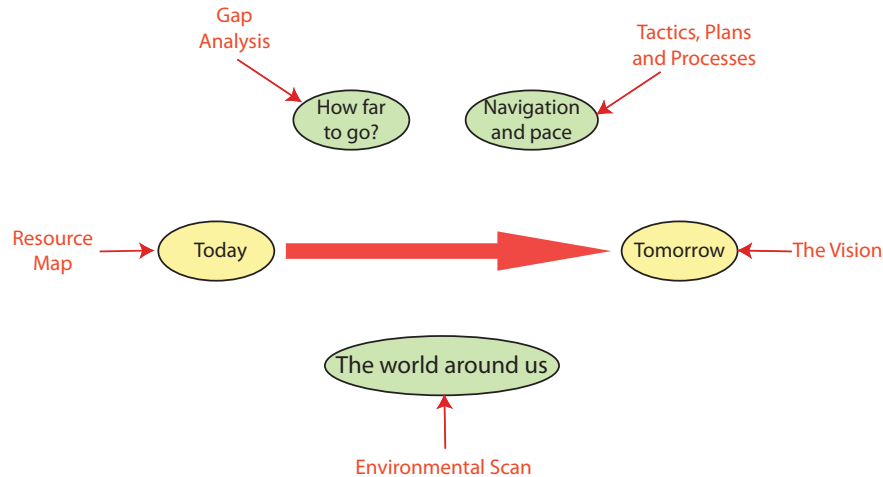 Gap
Analysis
Tactics, Plans
and Processes
How far
to go?
Navigation
and pace
Resource
Map
Today
Tomorrow
The Vision
The world around us
Environmental Scan